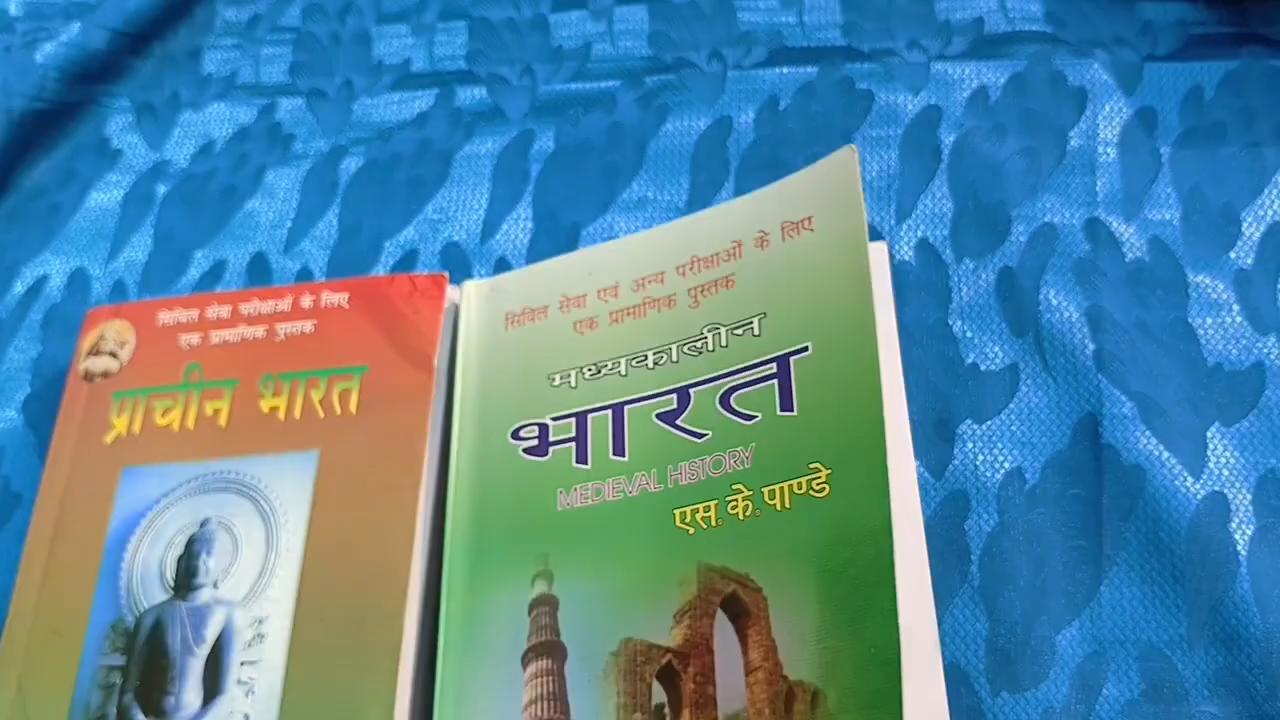 सिविल सेवा परीक्षाओं के लिए
एक प्रामाणिक पुस्तक
प्राचीन भारत
सिविल सेवा एवं अन्य परीक्षाओं के लिए
एक प्रामाणिक पुस्तक
मध्यकालीन
भारत
MEDIEVAL HISTORY
एस. के. पाण्डे